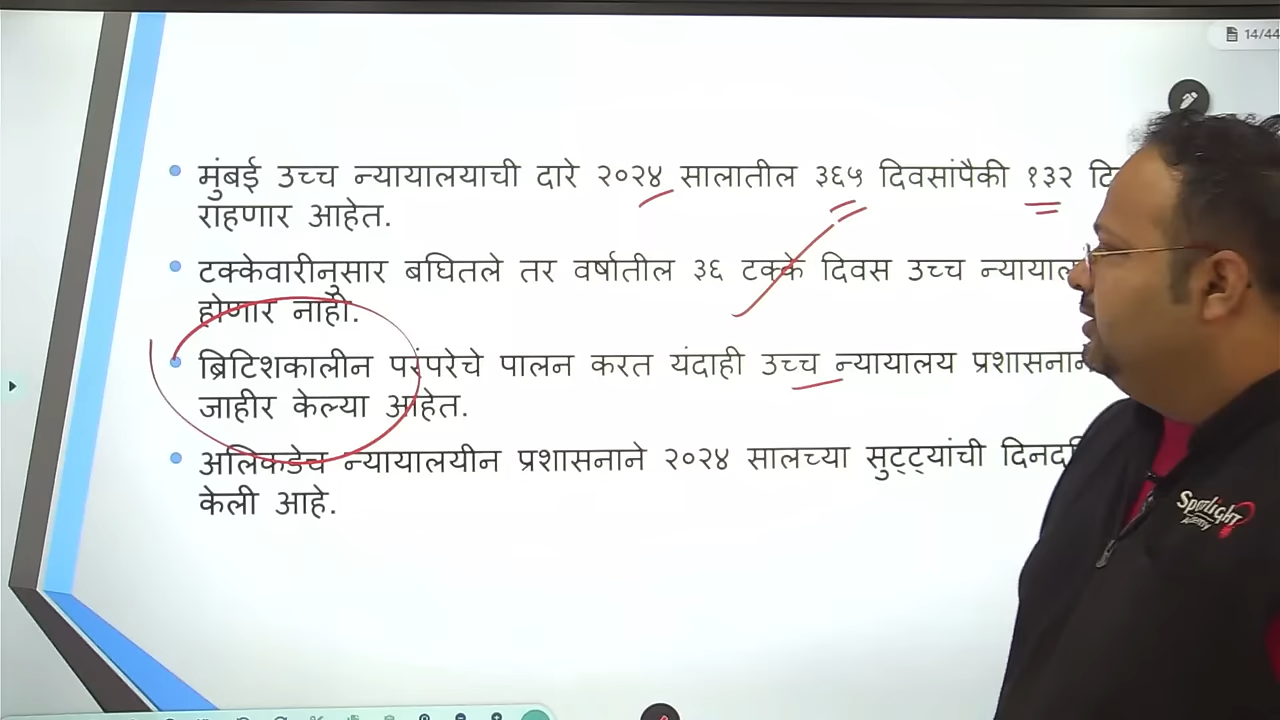 14/44
मुंबई उच्च न्यायालयाची दारे २०२४ सालातील ३६५ दिवसांपैकी १३२
राहणार आहेत.
टक्केवारीनुसार बघितले तर वर्षातील ३६ टक्के दिवस उच्च
होणार नाही.
ब्रिटिशकालीन परंपरेचे पालन करत यंदाही उच्च न्यायालय प्रशासनाने
जाहीर केल्या आहेत.
अलिकडेच न्यायालयीन प्रशासनाने २०२४ सालच्या सुट्ट्यांची
केली आहे.
Spotlight
Academy